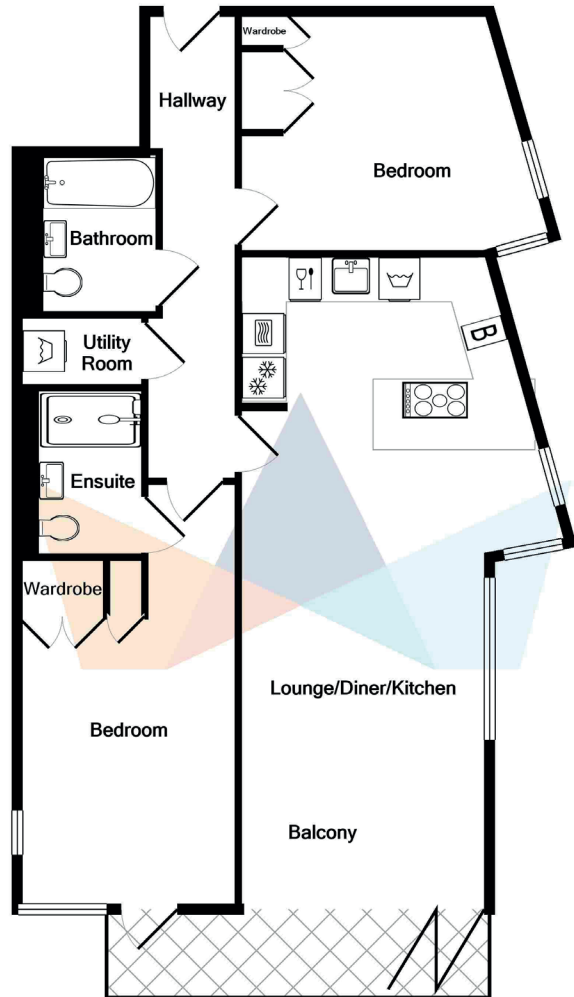 Wardrobe
Hallway
Bedroom
Bathroom
Utility
Room
B
Ensuite
Wardrobe
Lounge/Diner/Kitchen
Bedroom
Balcony